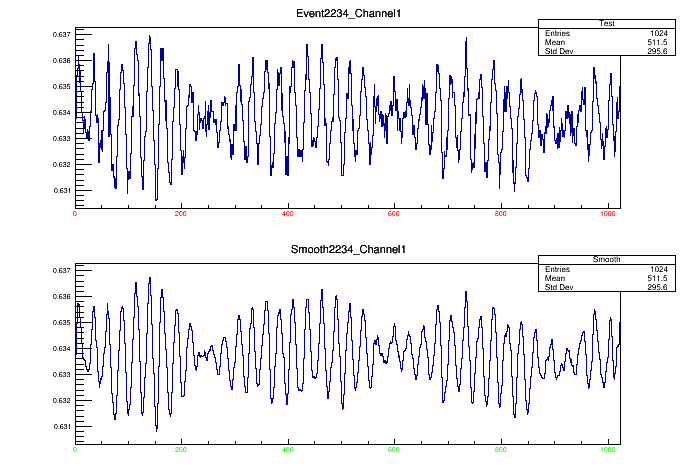 Event2234_Channel1
Test
Entries 1024
Mean 511.5
Std Dev 295.6
0.637
0.636
0.635
0.634
0.633
0.632
0.631
0 200 400 600 800 1000
Smooth2234_Channel1
Smooth
Entries 1024
Mean 511.5
Std Dev 295.6
0.637
0.636
0.635
0.634
0.633
0.632
0.631
0 200 400 600 800 1000